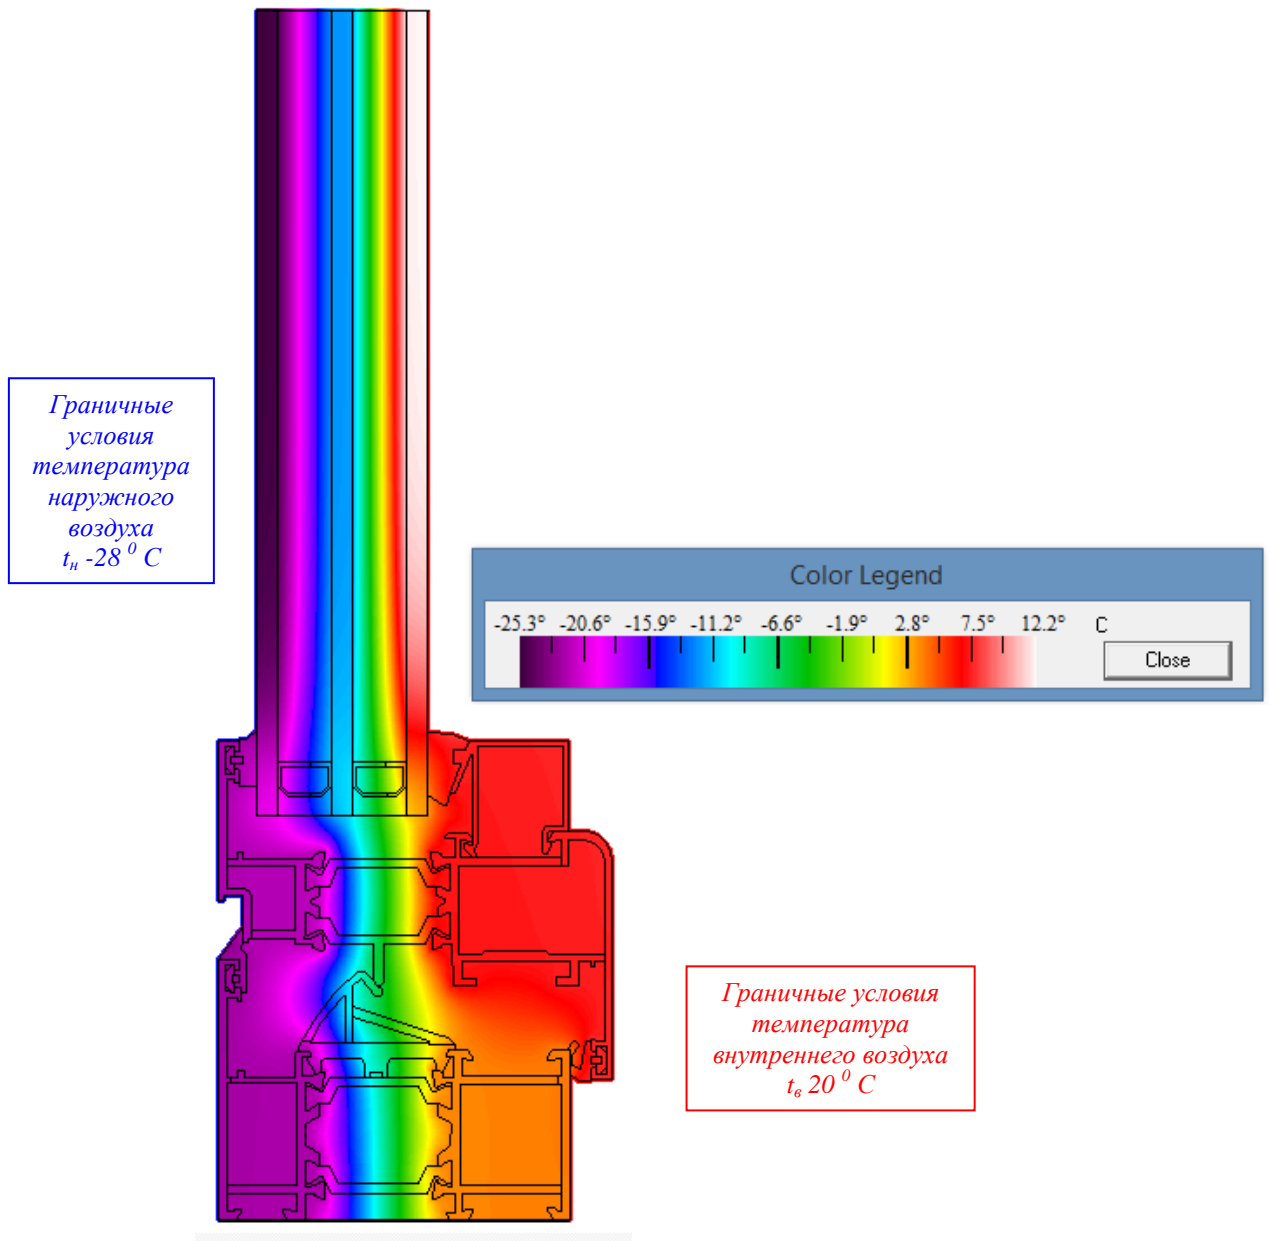 Граничные
условия
температура
наружного
воздуха
tн -28 ⁰ C
Color Legend
-25.3° -20.6° -15.9° -11.2° -6.6° -1.9° 2.8° 7.5° 12.2° C
Close
Граничные условия
температура
внутреннего воздуха
tв 20 ⁰ C